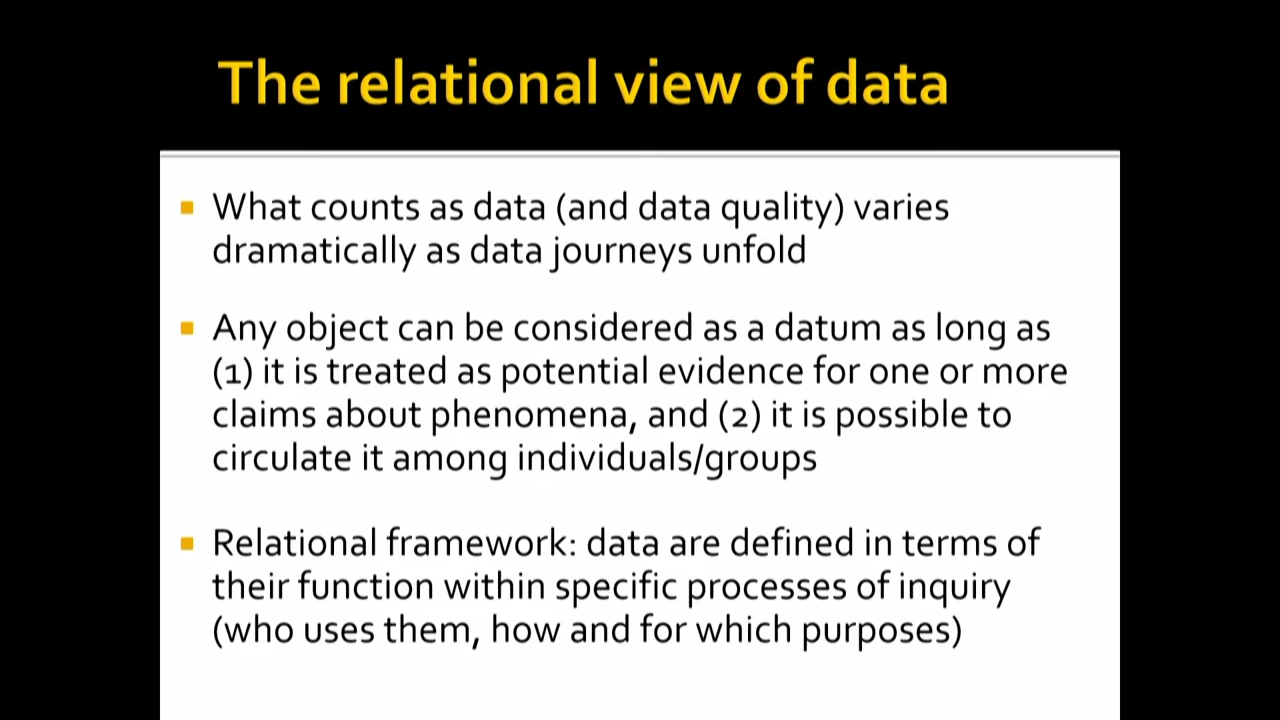 The relational view of data
What counts as data (and data quality) varies
dramatically as data journeys unfold
Any object can be considered as a datum as long as
(1) it is treated as potential evidence for one or more
claims about phenomena, and (2) it is possible to
circulate it among individuals/groups
Relational framework: data are defined in terms of
their function within specific processes of inquiry
(who uses them, how and for which purposes)